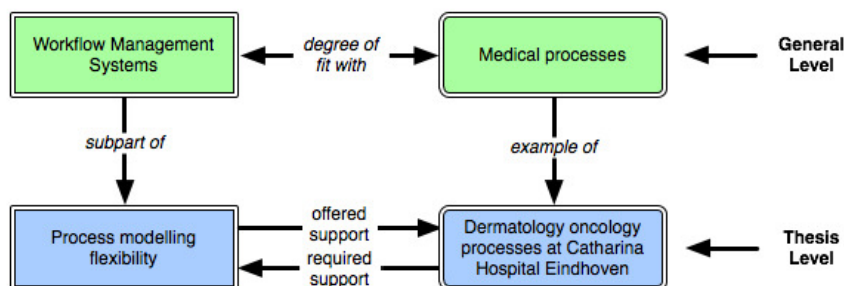 Workflow Management
Systems
degree of
fit with
Medical processes
General
Level
subpart of
example of
Process modelling
flexibility
offered
support
required
support
Dermatology oncology
processes at Catharina
Hospital Eindhoven
Thesis
Level